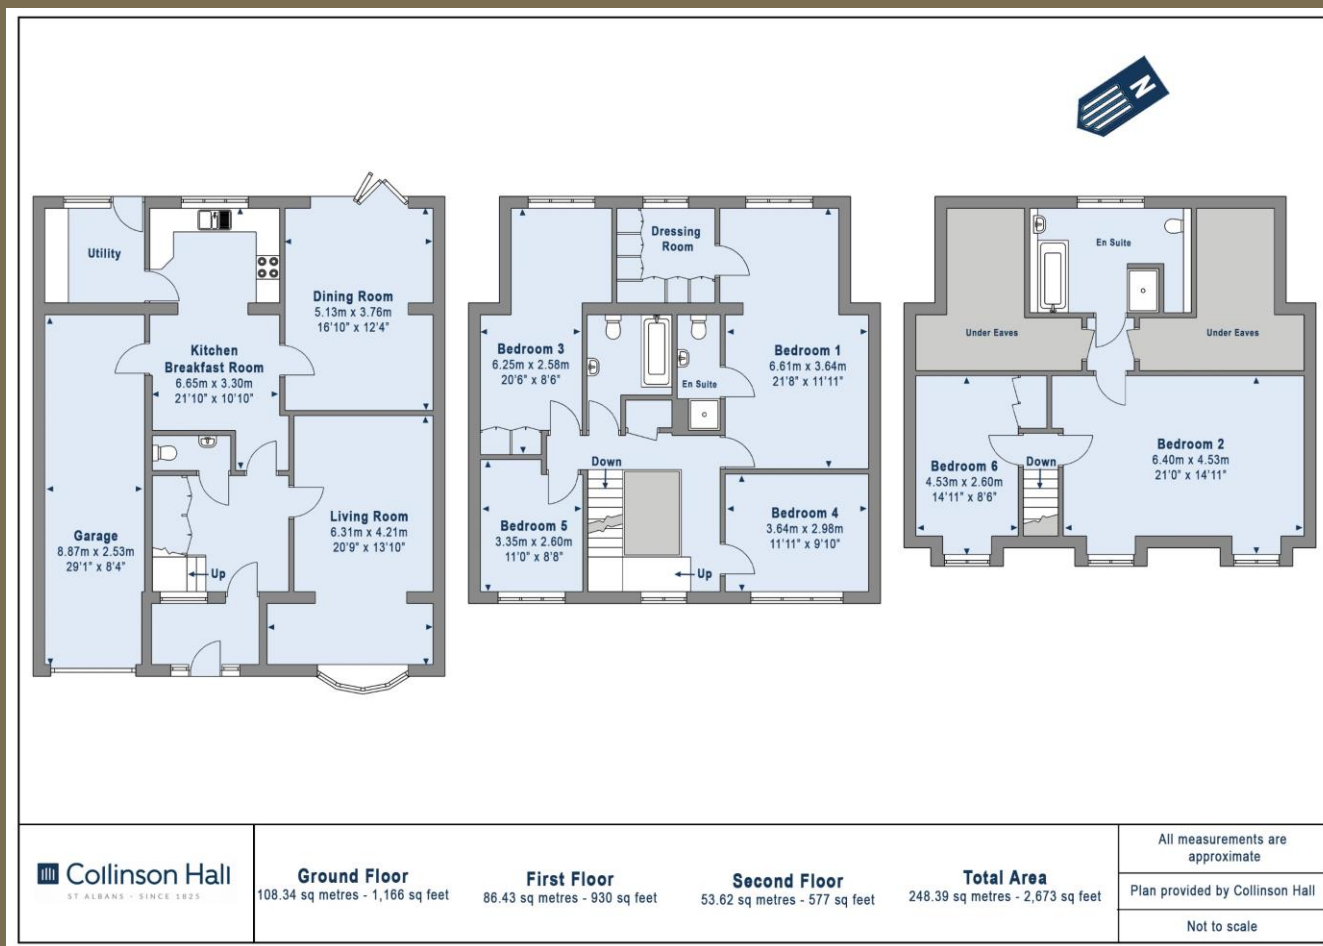 N
Utility
Dining Room
5.13m x 3.76m
16'10" x 12'4"
Kitchen
Breakfast Room
6.65m x 3.30m
21'10" x 10'10"
Garage
8.87m x 2.53m
29'1" x 8'4"
Up
Living Room
6.31m x 4.21m
20'9" x 13'10"
Dressing
Room
Bedroom 3
6.25m x 2.58m
20'6" x 8'6"
En Suite
Bedroom 1
6.61m x 3.64m
21'8" x 11'11"
Down
Bedroom 5
3.35m x 2.60m
11'0" x 8'8"
Up
Bedroom 4
3.64m x 2.98m
11'11" x 9'10"
En Suite
Under Eaves
Under Eaves
Bedroom 6
4.53m x 2.60m
14'11" x 8'6"
Down
Bedroom 2
6.40m x 4.53m
21'0" x 14'11"
Collinson Hall
ST ALBANS - SINCE 1825
Ground Floor
108.34 sq metres - 1,166 sq feet
First Floor
86.43 sq metres - 930 sq feet
Second Floor
53.62 sq metres - 577 sq feet
Total Area
248.39 sq metres - 2,673 sq feet
All measurements are
approximate
Plan provided by Collinson Hall
Not to scale